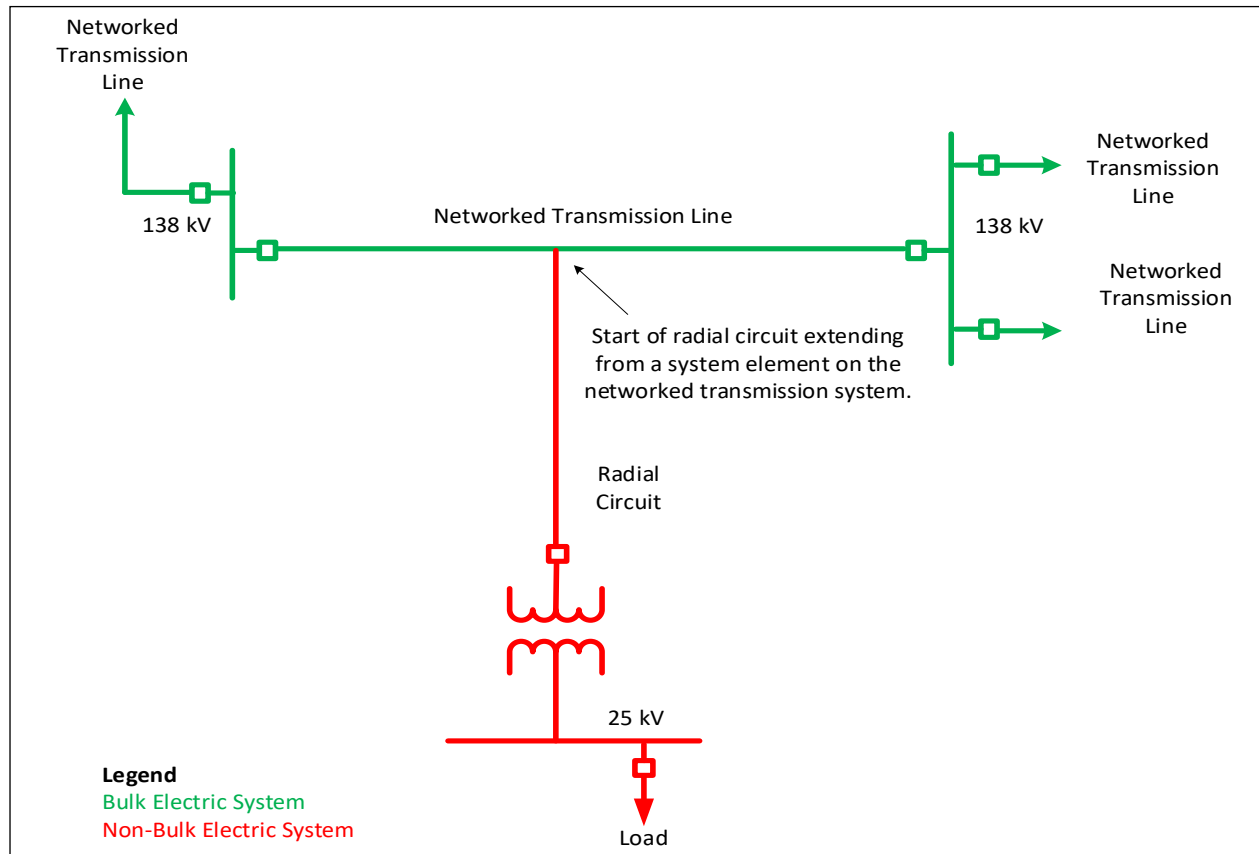 Networked
Transmission
Line
138 kV
Networked Transmission Line
138 kV
Networked
Transmission
Line
Networked
Transmission
Line
Start of radial circuit extending
from a system element on the
networked transmission system.
Radial
Circuit
25 kV
Load
Legend
Bulk Electric System
Non-Bulk Electric System